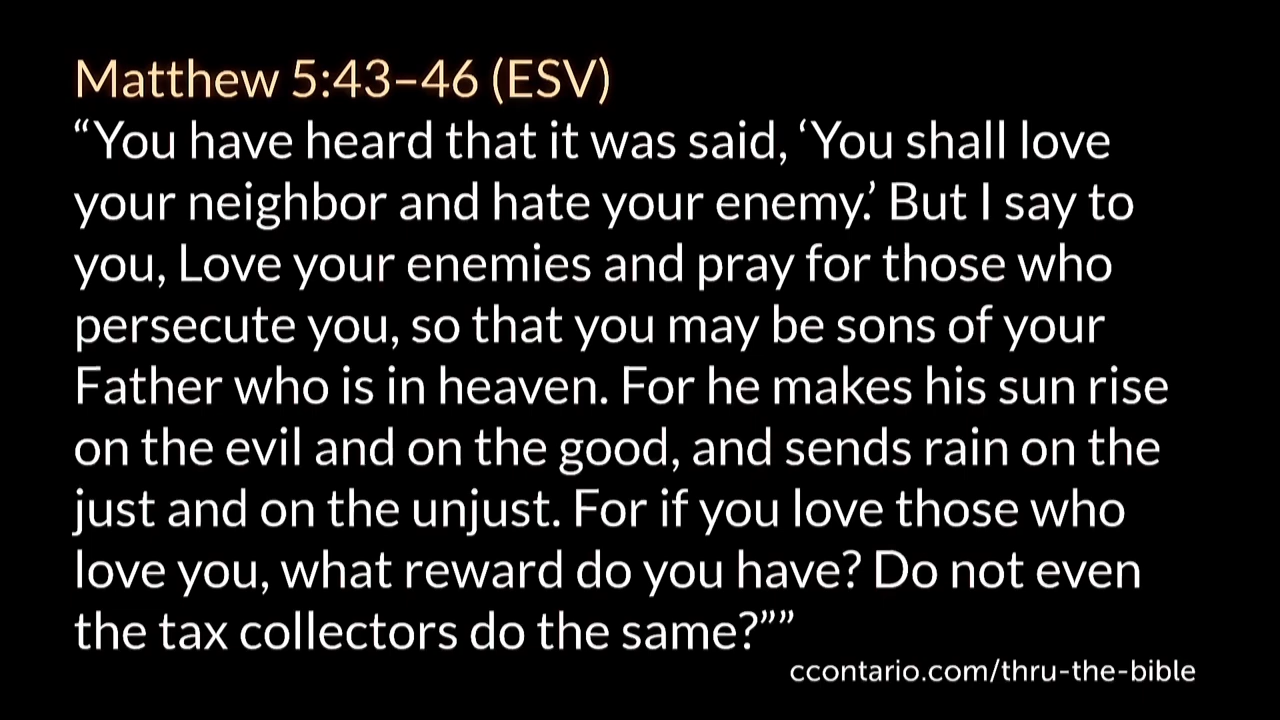 Matthew 5:43–46 (ESV)
“You have heard that it was said, ‘You shall love
your neighbor and hate your enemy.’ But I say to
you, Love your enemies and pray for those who
persecute you, so that you may be sons of your
Father who is in heaven. For he makes his sun rise
on the evil and on the good, and sends rain on the
just and on the unjust. For if you love those who
love you, what reward do you have? Do not even
the tax collectors do the same?””
ccontario.com/thru-the-bible